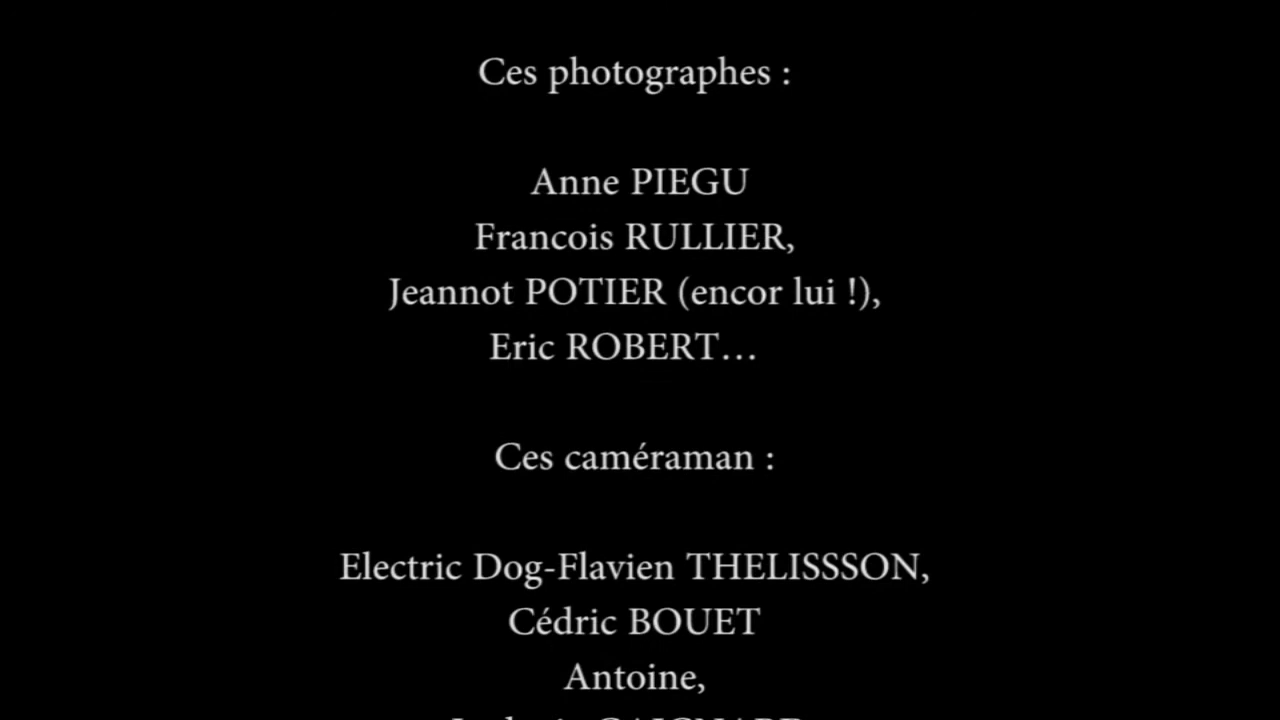 Ces photographes :
Anne PIEGU
Francois RULLIER,
Jeannot POTIER (encor lui !),
Eric ROBERT…
Ces caméraman :
Electric Dog-Flavien THELISSSON,
Cédric BOUET
Antoine,